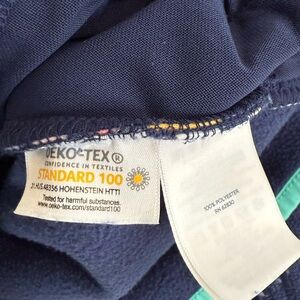 OEKO-TEX®
CONFIDENCE IN TEXTILES
STANDARD 100
21.HUS.48356 HOHENSTEIN HTTI
Tested for harmful substances.
www.oeko-tex.com/standard100
100% POLYESTER